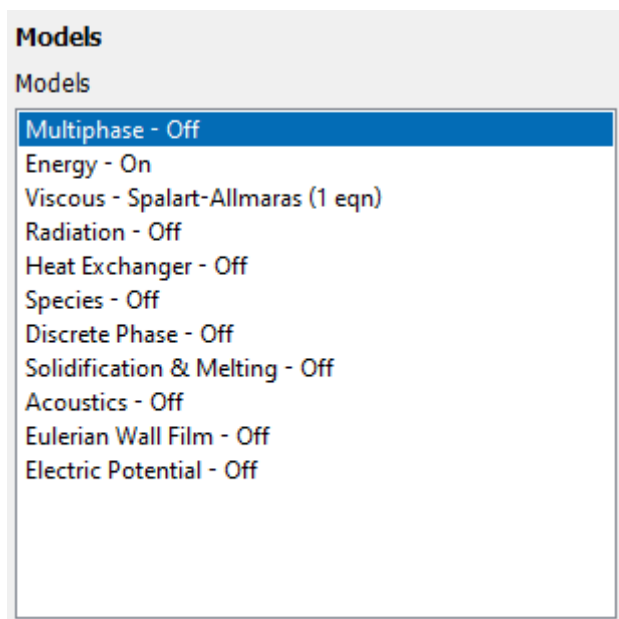 Models
Models
Multiphase - Off
Energy - On
Viscous - Spalart-Allmaras (1 eqn)
Radiation - Off
Heat Exchanger - Off
Species - Off
Discrete Phase - Off
Solidification & Melting - Off
Acoustics - Off
Eulerian Wall Film - Off
Electric Potential - Off